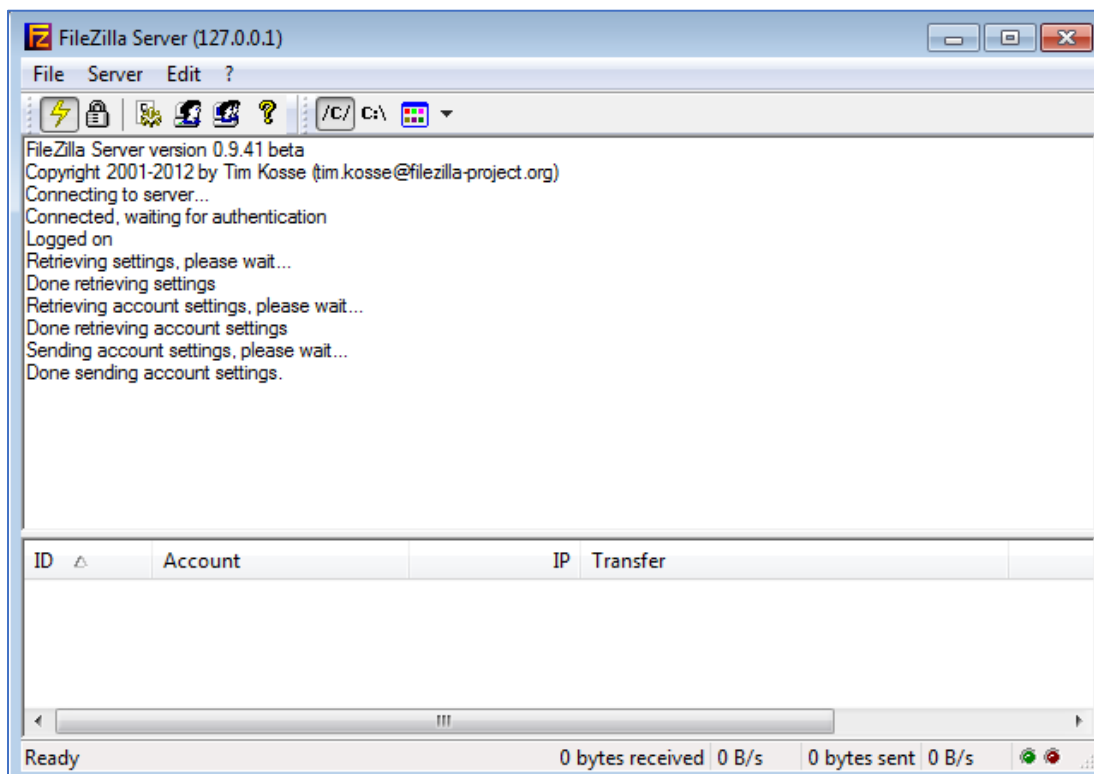 FileZilla Server (127.0.0.1)
File Server Edit ?
/C/ C:\
FileZilla Server version 0.9.41 beta
Copyright 2001-2012 by Tim Kosse (tim.kosse@filezilla-project.org)
Connecting to server...
Connected, waiting for authentication
Logged on
Retrieving settings, please wait...
Done retrieving settings
Retrieving account settings, please wait...
Done retrieving account settings
Sending account settings, please wait...
Done sending account settings.
ID Account IP Transfer
Ready 0 bytes received 0 B/s 0 bytes sent 0 B/s